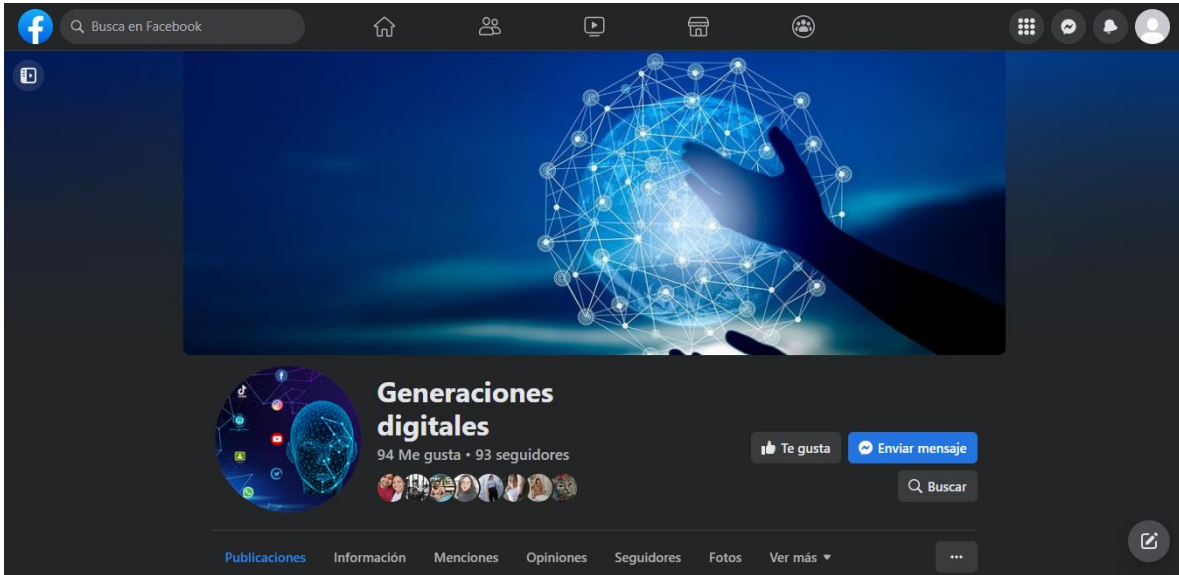 Busca en Facebook
Generaciones
digitales
94 Me gusta • 93 seguidores
Te gusta
Enviar mensaje
Buscar
Publicaciones Información Menciones Opiniones Seguidores Fotos Ver más